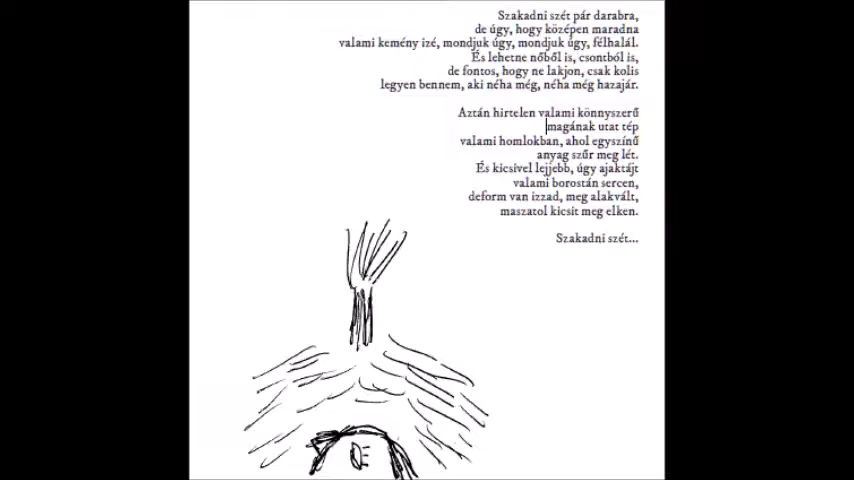 Szakadni szét pár darabra,
de úgy, hogy középen maradna
valami kemény izé, mondjuk úgy, mondjuk úgy, félhalál.
És lehetne nőből is, csontból is,
de fontos, hogy ne lakjon, csak kolis
legyen bennem, aki néha még, néha még hazajár.
Aztán hirtelen valami könnyszerű
magának utat tép
valami homlokban, ahol egyszínű
anyag szűr meg lét.
És kicsivel lejjebb, úgy ajaktájt
valami borostán sercen,
deform van izzad, meg alakvált,
maszatol kicsit meg elken.
Szakadni szét...